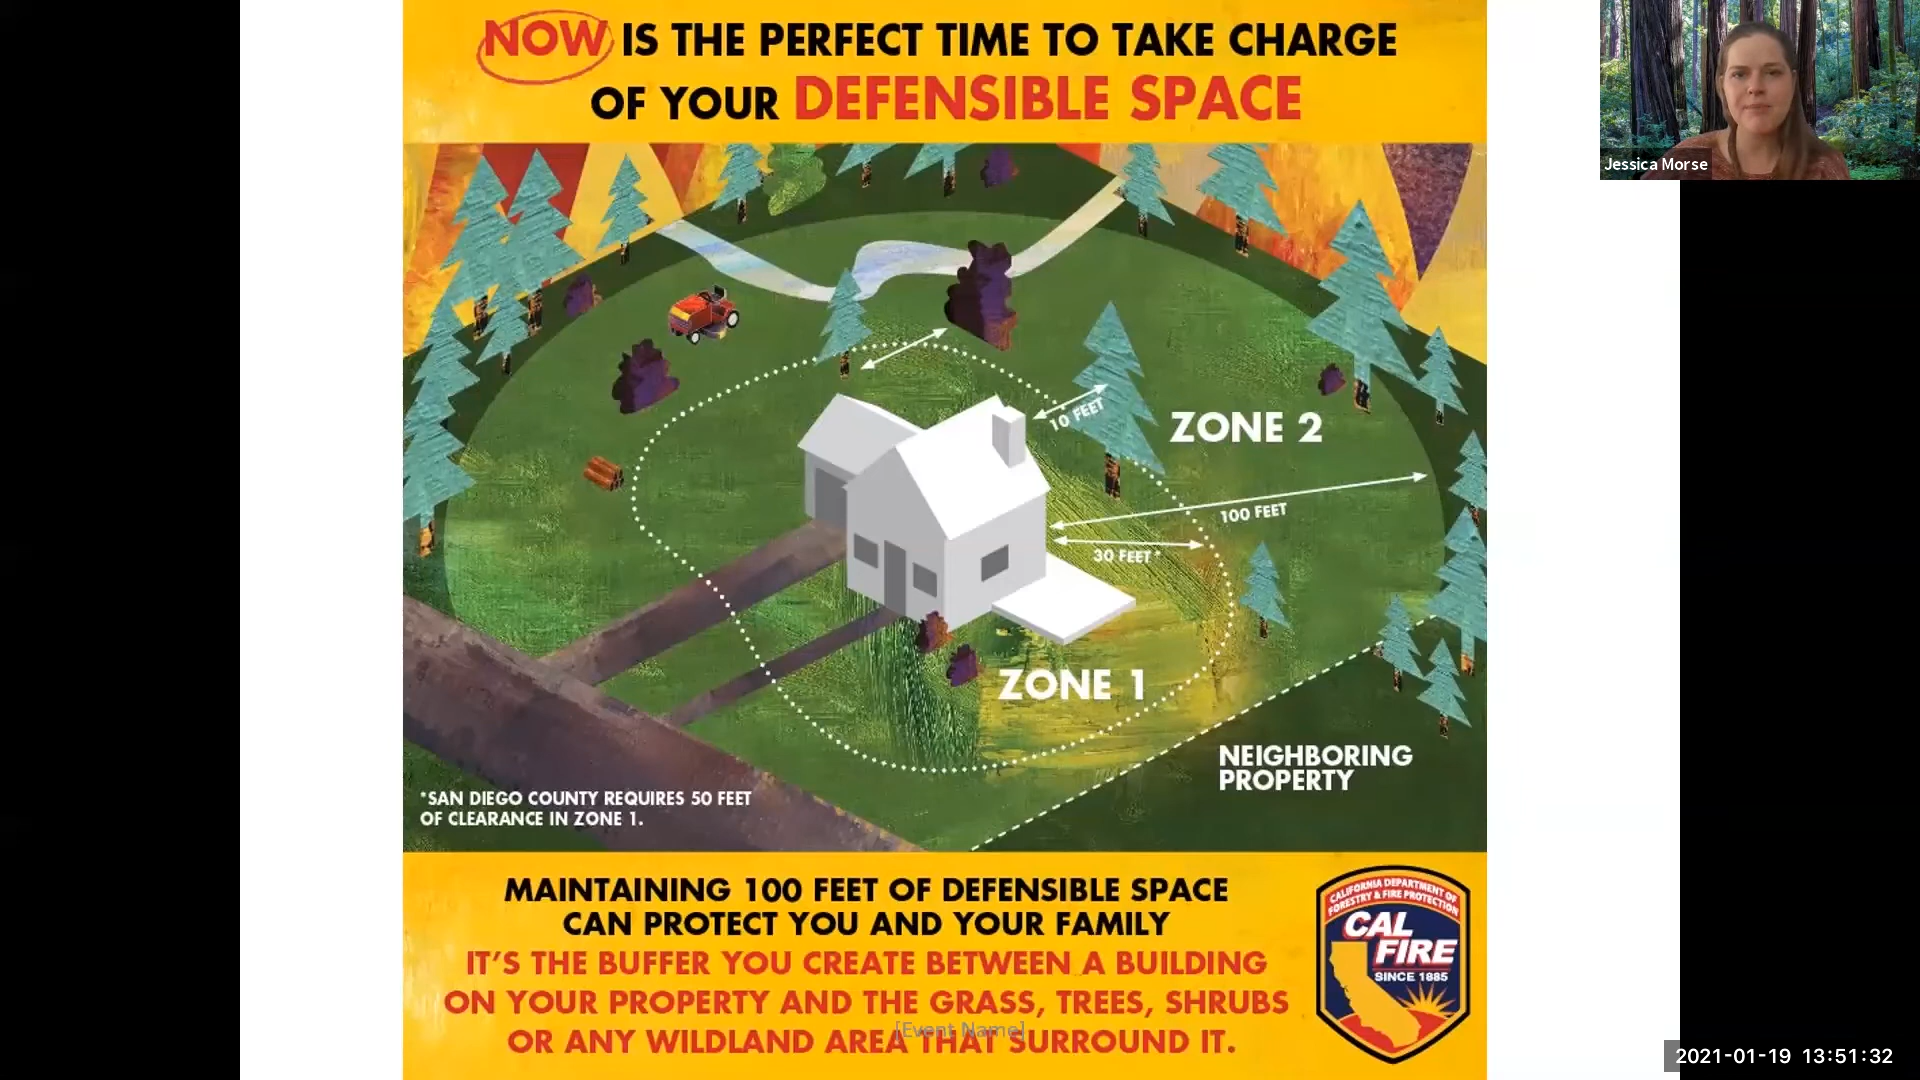 NOW IS THE PERFECT TIME TO TAKE CHARGE
OF YOUR DEFENSIBLE SPACE
Jessica Morse
10 FEET
ZONE 2
100 FEET
30 FEET*
ZONE 1
NEIGHBORING
PROPERTY
*SAN DIEGO COUNTY REQUIRES 50 FEET
OF CLEARANCE IN ZONE 1.
MAINTAINING 100 FEET OF DEFENSIBLE SPACE
CAN PROTECT YOU AND YOUR FAMILY
IT'S THE BUFFER YOU CREATE BETWEEN A BUILDING
ON YOUR PROPERTY AND THE GRASS, TREES, SHRUBS
OR ANY WILDLAND AREA THAT SURROUND IT.
[Event Name]
CALIFORNIA DEPARTMENT OF
FORESTRY & FIRE PROTECTION
CAL
FIRE
SINCE 1885
2021-01-19 13:51:32